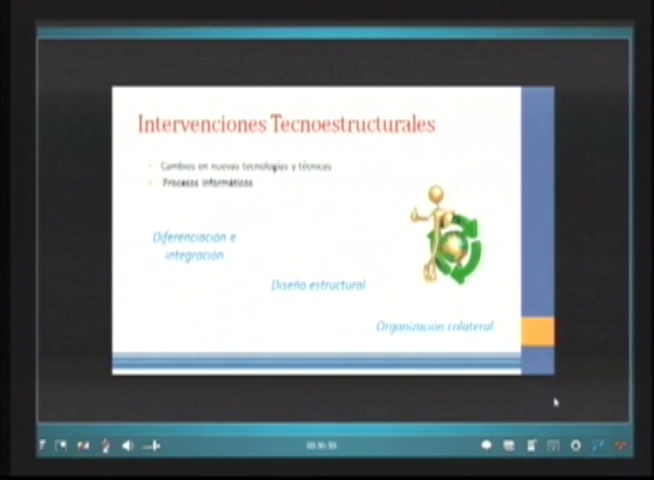 Intervenciones Tecnoestructurales
Cambios en nuevas tecnologías y técnicas
Procesos informáticos
Diferenciación e
integración
Diseño estructural
Organización colateral